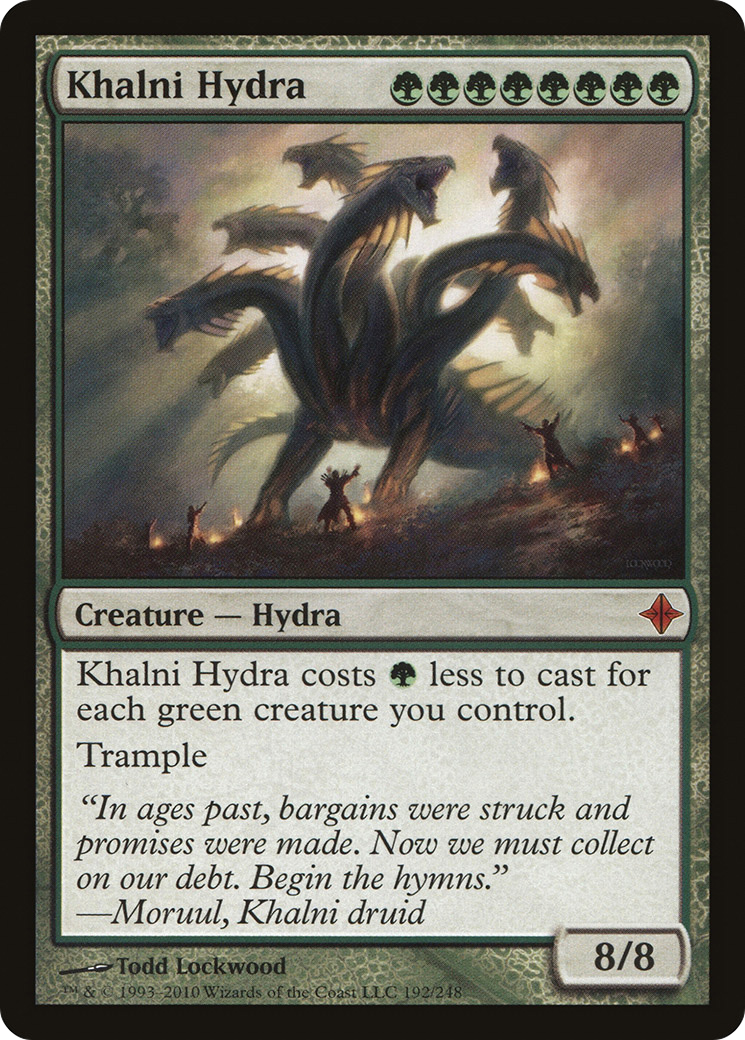 Khalni Hydra
Creature — Hydra
Khalni Hydra costs less to cast for
each green creature you control.
Trample
“In ages past, bargains were struck and
promises were made. Now we must collect
on our debt. Begin the hymns.”
—Moruul, Khalni druid
8/8
Todd Lockwood
™ & © 1993–2010 Wizards of the Coast LLC 192/248
LOCKWOOD